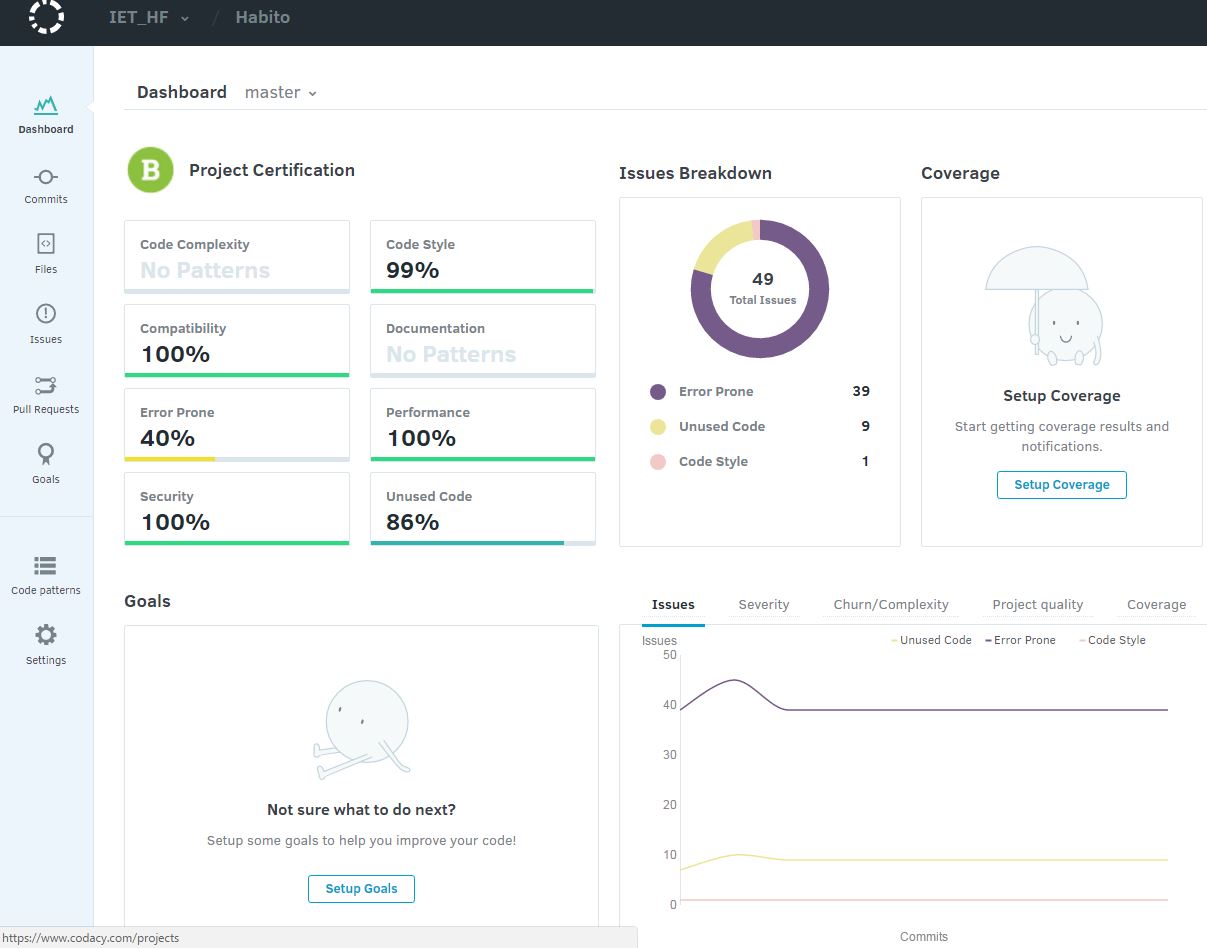 IET_HF / Habito
Dashboard
Commits
Files
Issues
Pull Requests
Goals
Code patterns
Settings
Dashboard master
B Project Certification
Code Complexity
No Patterns
Code Style
99%
Compatibility
100%
Documentation
No Patterns
Error Prone
40%
Performance
100%
Security
100%
Unused Code
86%
Issues Breakdown
49
Total Issues
Error Prone 39
Unused Code 9
Code Style 1
Coverage
Setup Coverage
Start getting coverage results and
notifications.
Setup Coverage
Goals
Not sure what to do next?
Setup some goals to help you improve your code!
Setup Goals
Issues Severity Churn/Complexity Project quality Coverage
Issues
Unused Code Error Prone Code Style
50
40
30
20
10
0
Commits
https://www.codacy.com/projects